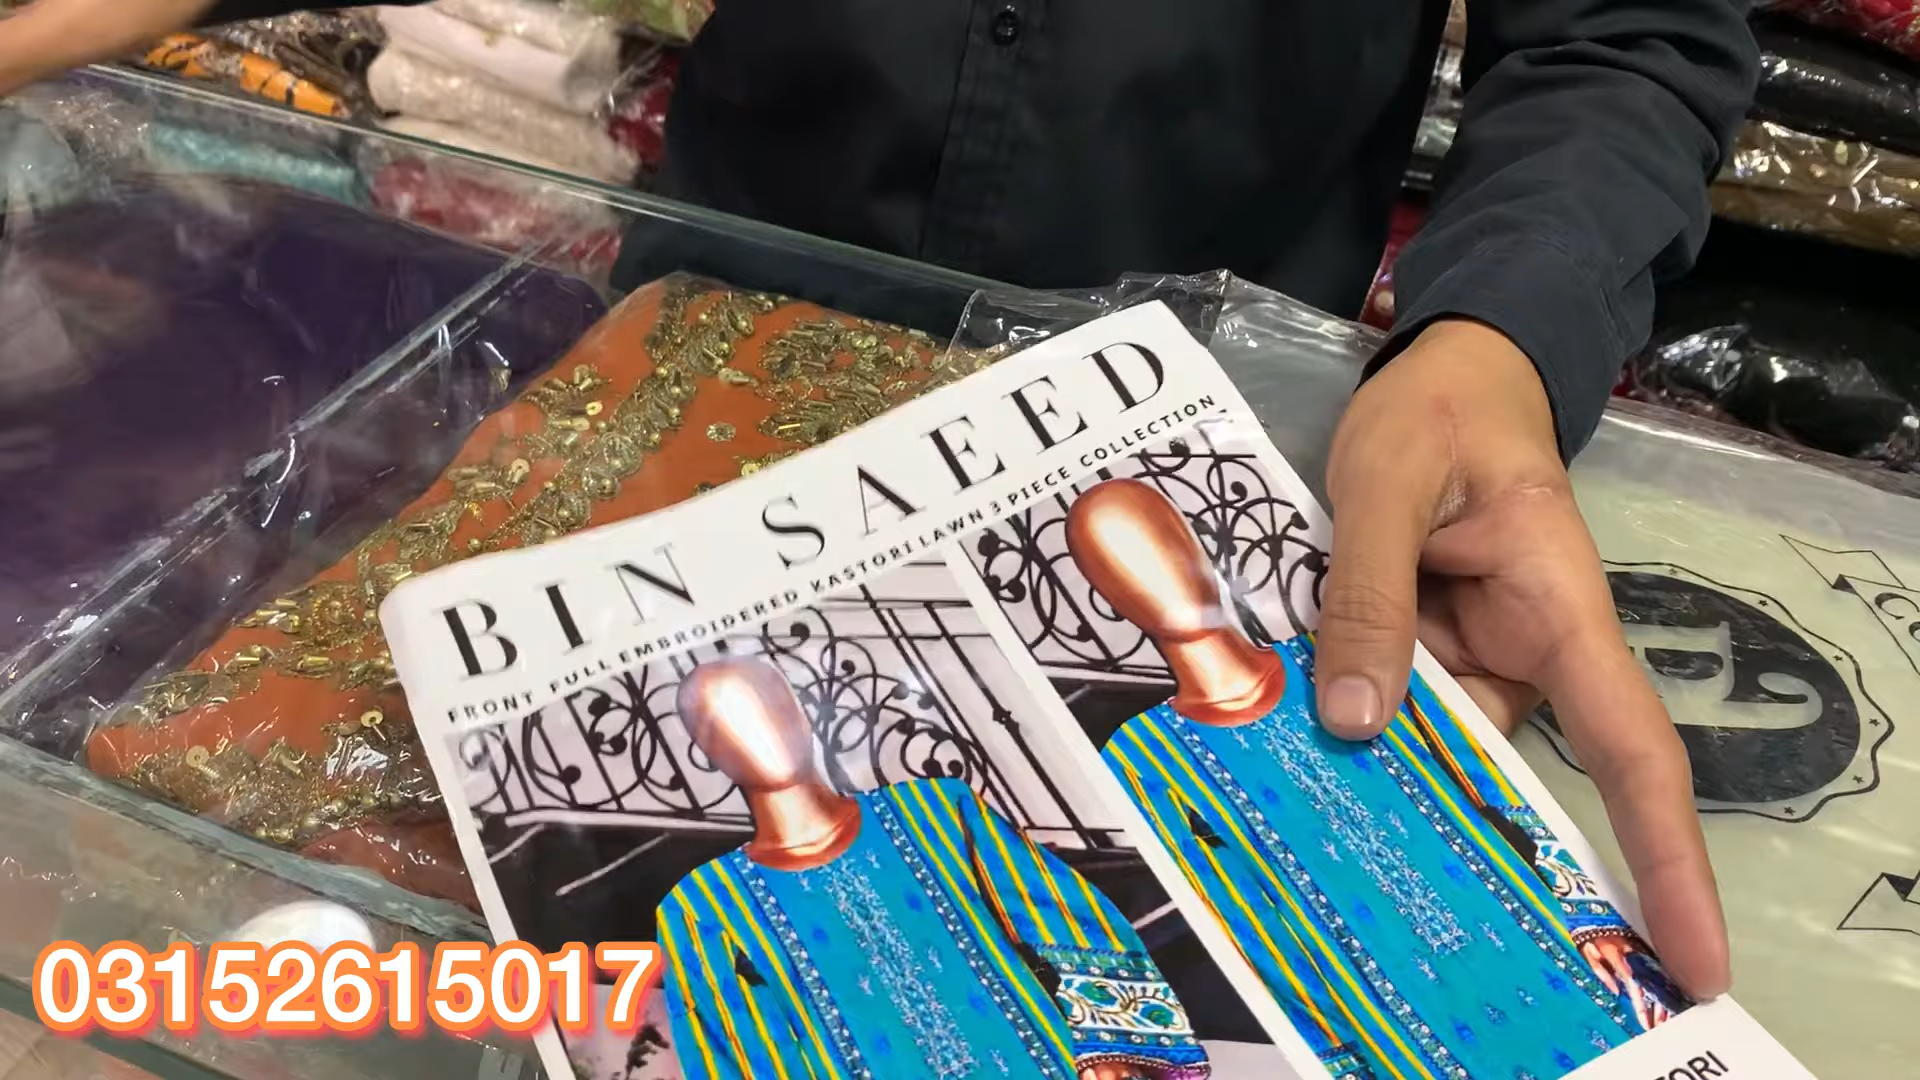 BIN SAEED
FRONT FULL EMBROIDERED KASTORI LAWN 3 PIECE COLLECTION
03152615017